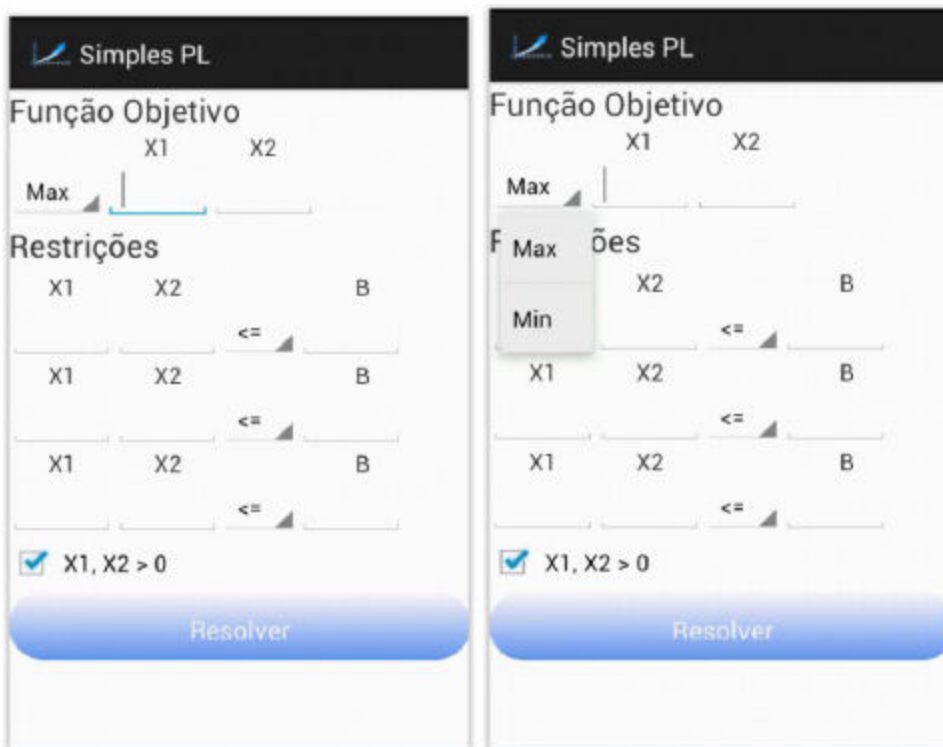 Simples PL
Função Objetivo
X1 X2
Max
Restrições
X1 X2 B
<=
X1 X2 B
<=
X1 X2 B
<=
X1, X2 > 0
Resolver
Simples PL
Função Objetivo
X1 X2
Max
ões
Max
Min
X2 B
<=
X1 X2 B
<=
X1 X2 B
<=
X1, X2 > 0
Resolver